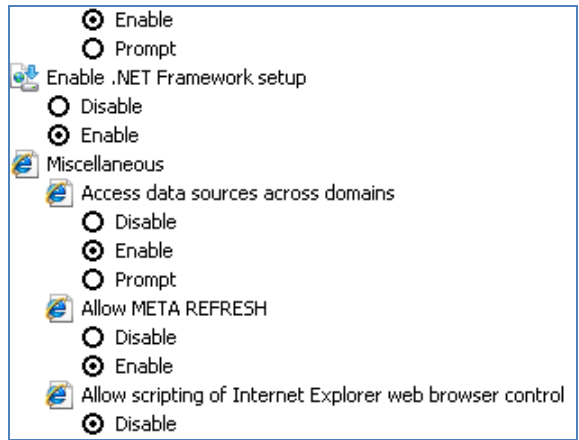 Enable
Prompt
Enable .NET Framework setup
Disable
Enable
Miscellaneous
Access data sources across domains
Disable
Enable
Prompt
Allow META REFRESH
Disable
Enable
Allow scripting of Internet Explorer web browser control
Disable